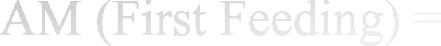 AM (First Feeding) =